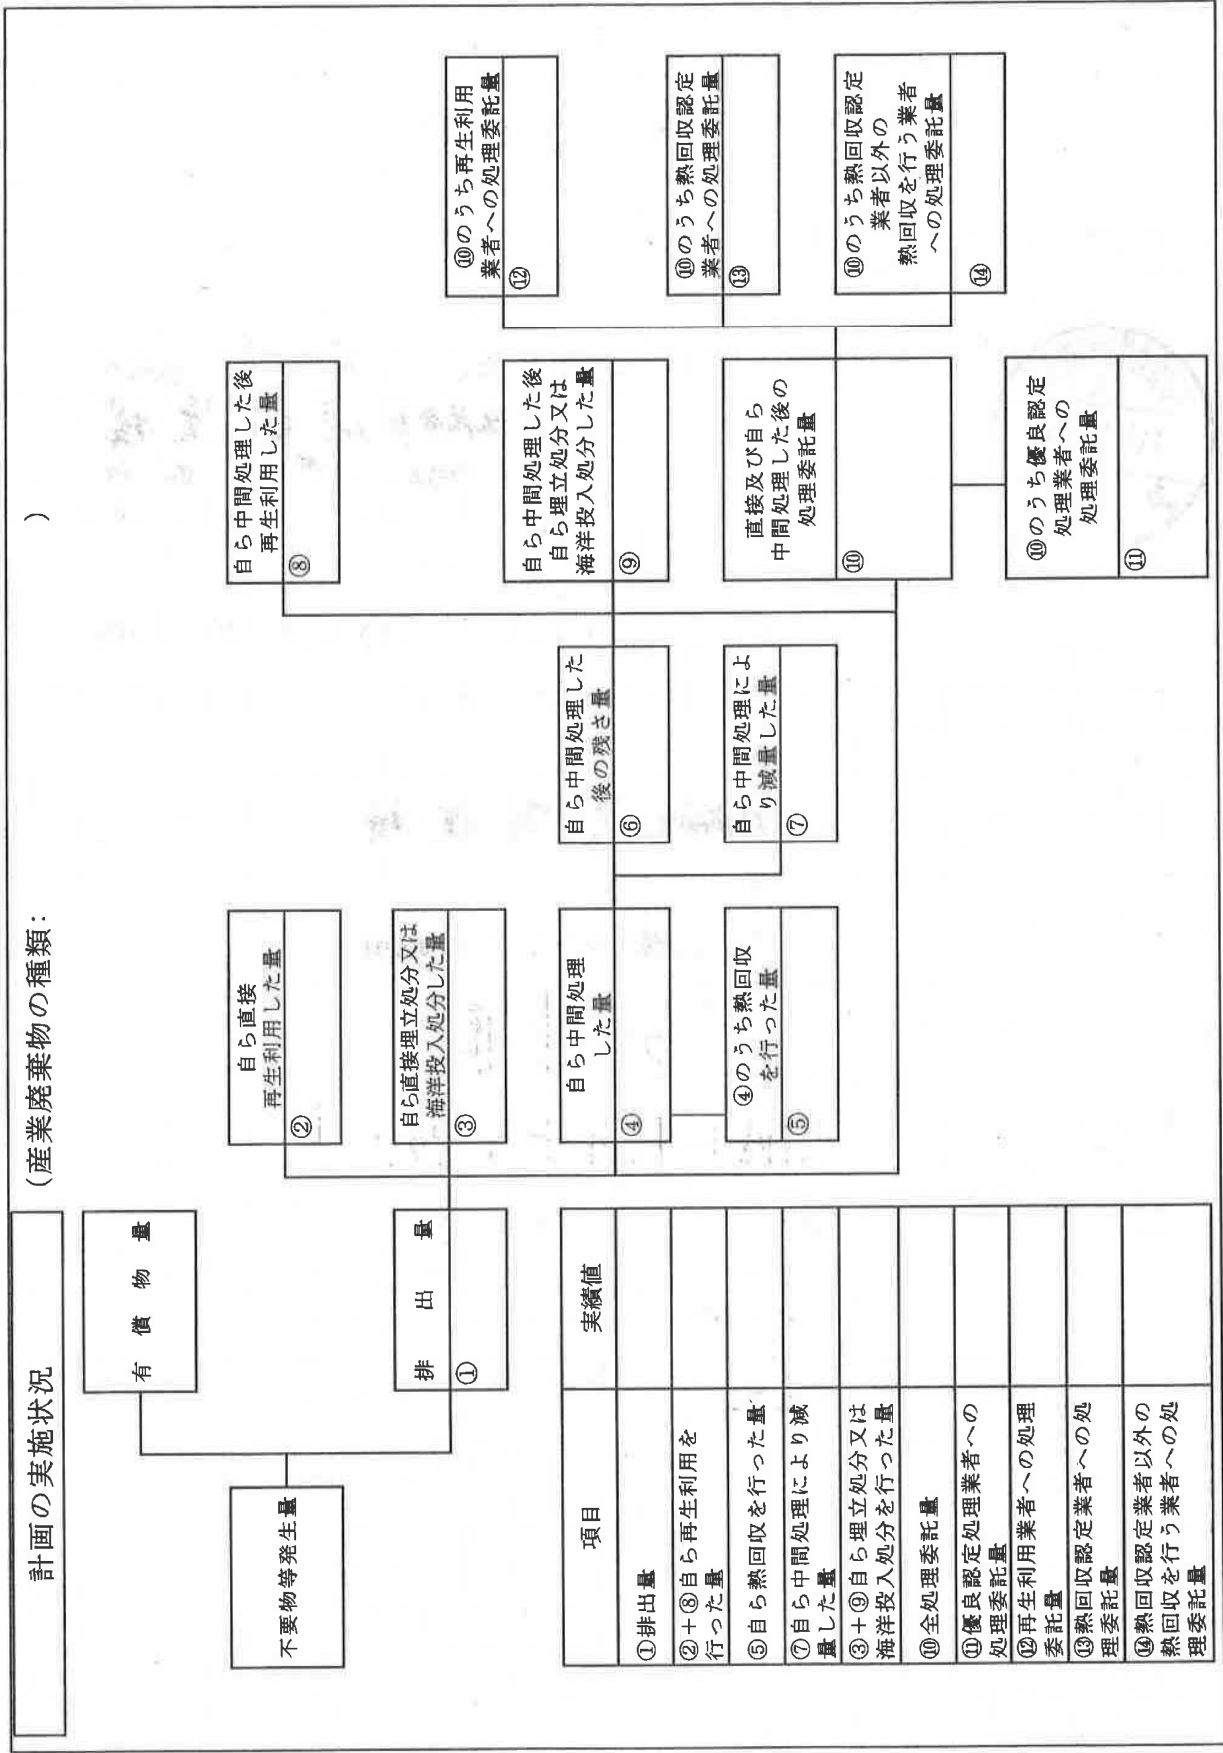 計画の実施状況
(産業廃棄物の種類: )
有償物量
不要物等発生量
排出量
①
自ら直接
再生利用した量
②
自ら直接埋立処分又は
海洋投入処分した量
③
自ら中間処理
した量
④
④のうち熱回収
を行った量
⑤
自ら中間処理した
後の残さ量
⑥
自ら中間処理によ
り減量した量
⑦
自ら中間処理した後
再生利用した量
⑧
自ら中間処理した後
自ら埋立処分又は
海洋投入処分した量
⑨
直接及び自ら
中間処理した後の
処理委託量
⑩
⑩のうち優良認定
処理業者への
処理委託量
⑪
⑩のうち再生利用
業者への処理委託量
⑫
⑩のうち熱回収認定
業者への処理委託量
⑬
⑩のうち熱回収認定
業者以外の
熱回収を行う業者
への処理委託量
⑭
項目
実績値
①排出量
②+⑧自ら再生利用を
行った量
⑤自ら熱回収を行った量
⑦自ら中間処理により減
量した量
③+⑨自ら埋立処分又は
海洋投入処分を行った量
⑩全処理委託量
⑪優良認定処理業者への
処理委託量
⑫再生利用業者への処理
委託量
⑬熱回収認定業者への処
理委託量
⑭熱回収認定業者以外の
熱回収を行う業者への処
理委託量